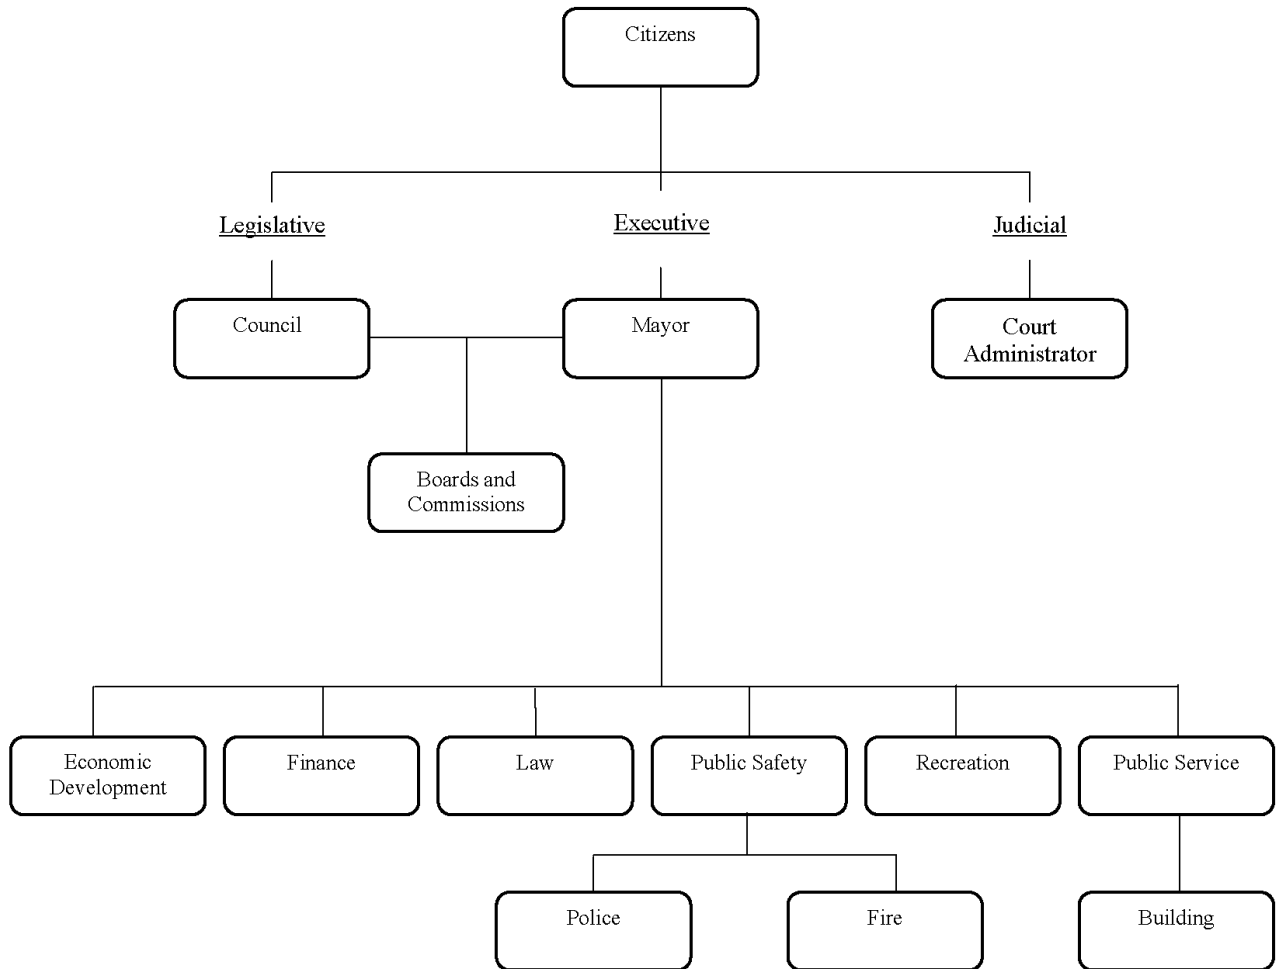 Citizens
Legislative
Executive
Judicial
Council
Mayor
Court
Administrator
Boards and
Commissions
Economic
Development
Finance
Law
Public Safety
Recreation
Public Service
Police
Fire
Building